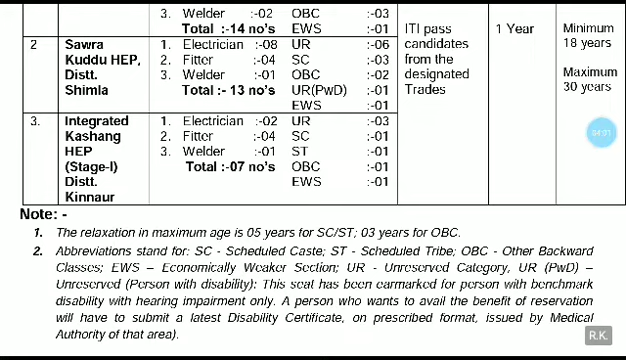 3. Welder :-02 OBC :-03
Total :-14 no's EWS :-01 ITI pass 1 Year Minimum
2 Sawra 1. Electrician :-08 UR :-06 candidates 18 years
Kuddu HEP, 2. Fitter :-04 SC :-03 from the
Distt. 3. Welder :-01 OBC :-02 designated Maximum
Shimla Total :- 13 no's UR(PwD) :-01 Trades 30 years
EWS :-01
3. Integrated 1. Electrician :-02 UR :-03
Kashang 2. Fitter :-04 SC :-01
HEP 3. Welder :-01 ST :-01
(Stage-I) Total :-07 no's OBC :-01
Distt. EWS :-01
Kinnaur
Note: -
1. The relaxation in maximum age is 05 years for SC/ST; 03 years for OBC.
2. Abbreviations stand for: SC - Scheduled Caste; ST - Scheduled Tribe; OBC - Other Backward
Classes; EWS – Economically Weaker Section; UR - Unreserved Category, UR (PwD) –
Unreserved (Person with disability): This seat has been earmarked for person with benchmark
disability with hearing impairment only. A person who wants to avail the benefit of reservation
will have to submit a latest Disability Certificate, on prescribed format, issued by Medical
Authority of that area).
R.K.